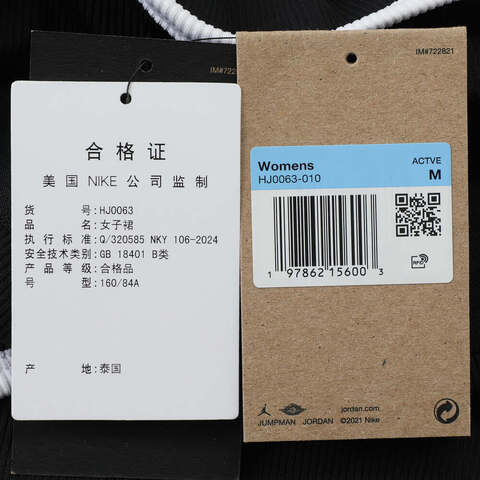 IM#722821
合格证
美国 NIKE 公司监制
货号:HJ0063
品名:女子裙
执行标准:Q/320585 NKY 106-2024
安全技术类别:GB 18401 B类
产品等级:合格品
号型:160/84A
产地:泰国
IM#722821
Womens
ACTVE
HJ0063-010
M
1 97862 15600 3
RFID
JUMPMAN JORDAN
jordan.com
©2021 Nike